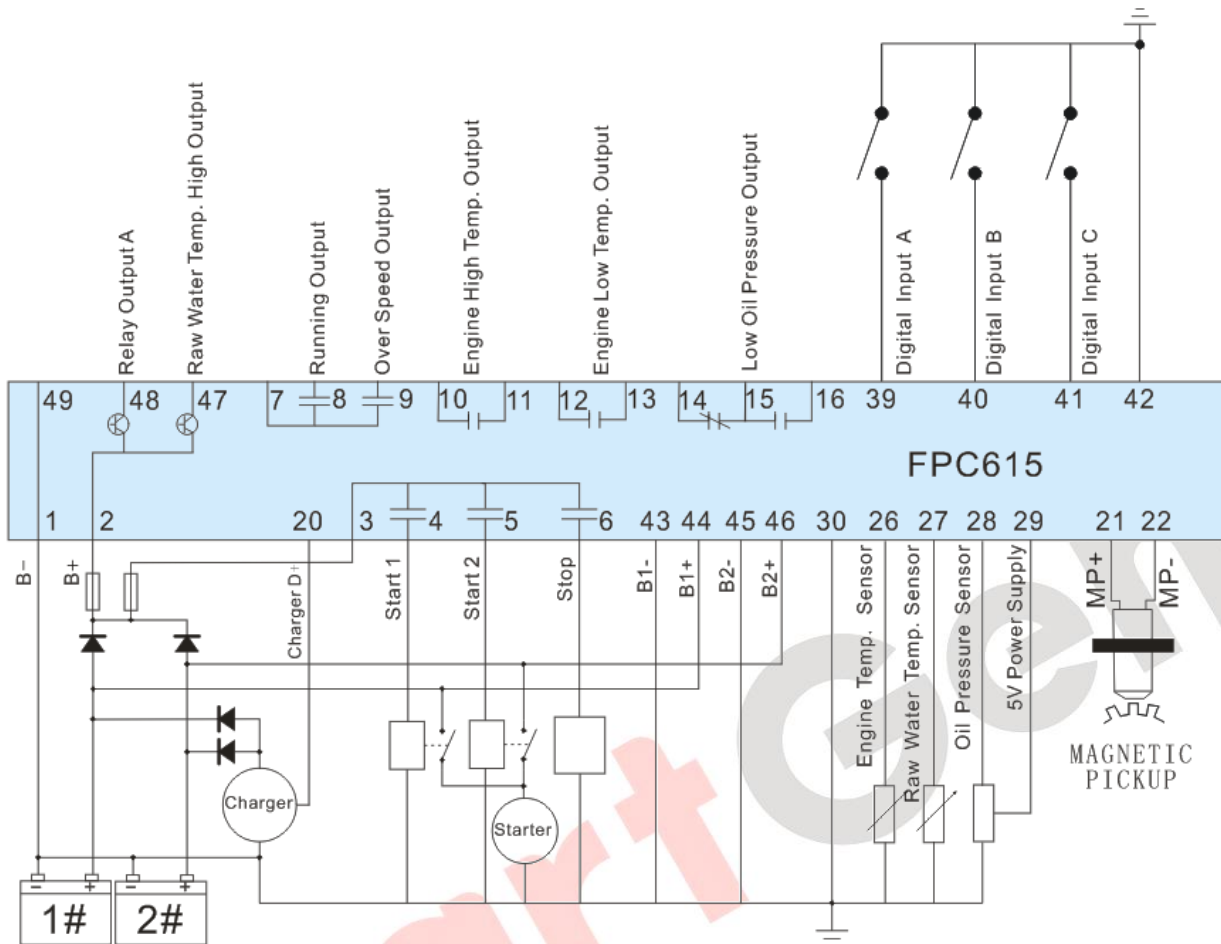 Relay Output A
Raw Water Temp. High Output
Running Output
Over Speed Output
Engine High Temp. Output
Engine Low Temp. Output
Low Oil Pressure Output
Digital Input A
Digital Input B
Digital Input C
49 48 47 7 8 9 10 11 12 13 14 15 16 39 40 41 42
FPC615
1 2 20 3 4 5 6 43 44 45 46 30 26 27 28 29 21 22
B-
B+
Charger D+
Start 1
Start 2
Stop
B1-
B1+
B2-
B2+
Engine Temp. Sensor
Raw Water Temp. Sensor
Oil Pressure Sensor
5V Power Supply
MP+
MP-
MAGNETIC
PICKUP
Charger
Starter
- +
- +
1#
2#
art Gen